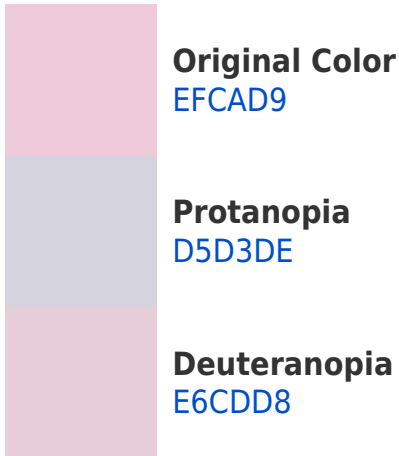 Original Color
EFCAD9
Protanopia
D5D3DE
Deuteranopia
E6CDD8